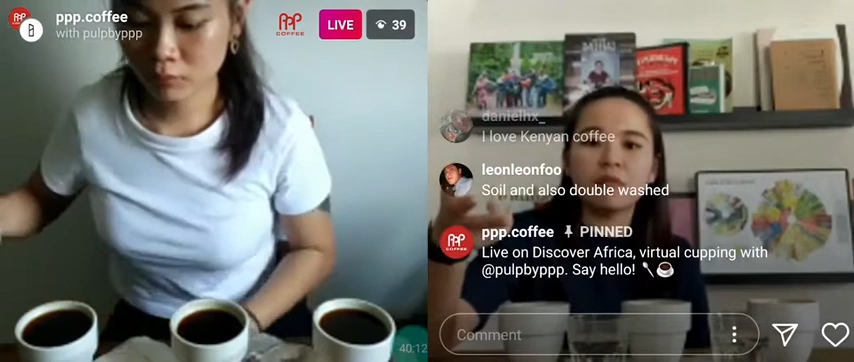 ppp.coffee
with pulpbyppp
PPP
COFFEE
LIVE
39
danielhx_
I love Kenyan coffee
leonleonfoo
Soil and also double washed
ppp.coffee PINNED
Live on Discover Africa, virtual cupping with
@pulpbyppp. Say hello!
Comment
40:12